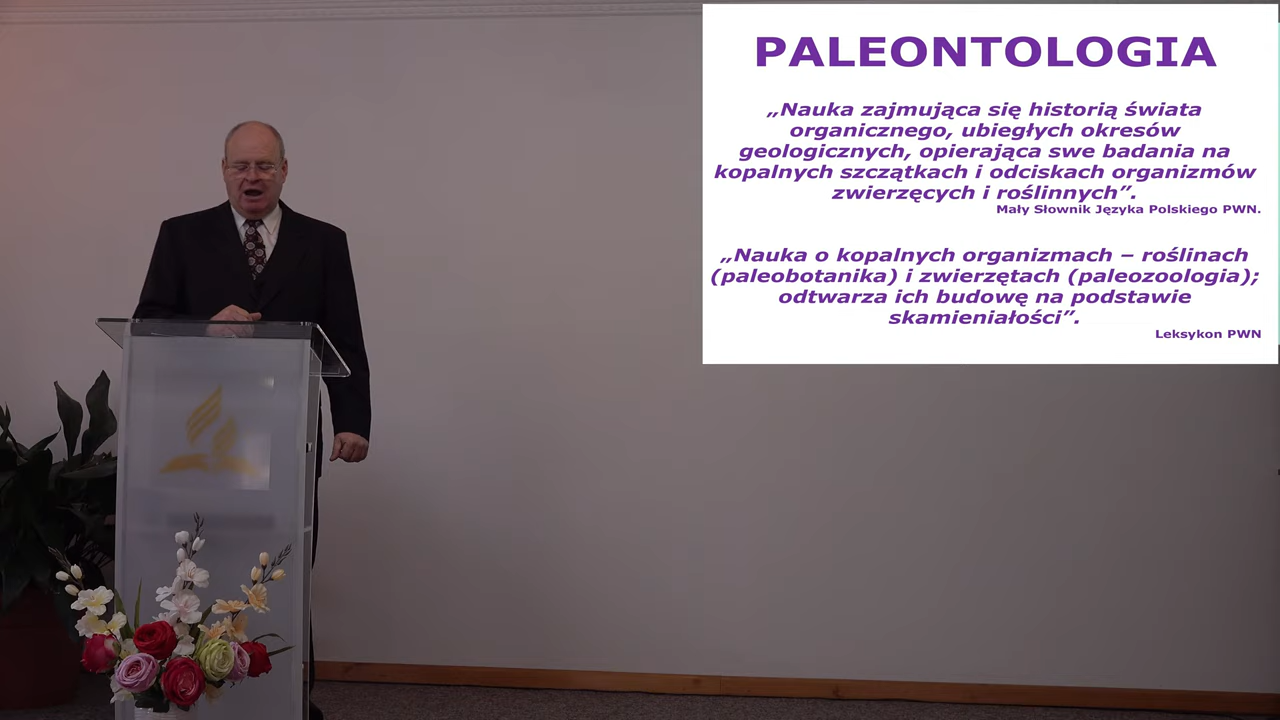 PALEONTOLOGIA
„Nauka zajmująca się historią świata
organicznego, ubiegłych okresów
geologicznych, opierająca swe badania na
kopalnych szczątkach i odciskach organizmów
zwierzęcych i roślinnych”.
Mały Słownik Języka Polskiego PWN.
„Nauka o kopalnych organizmach – roślinach
(paleobotanika) i zwierzętach (paleozoologia);
odtwarza ich budowę na podstawie
skamieniałości”.
Leksykon PWN